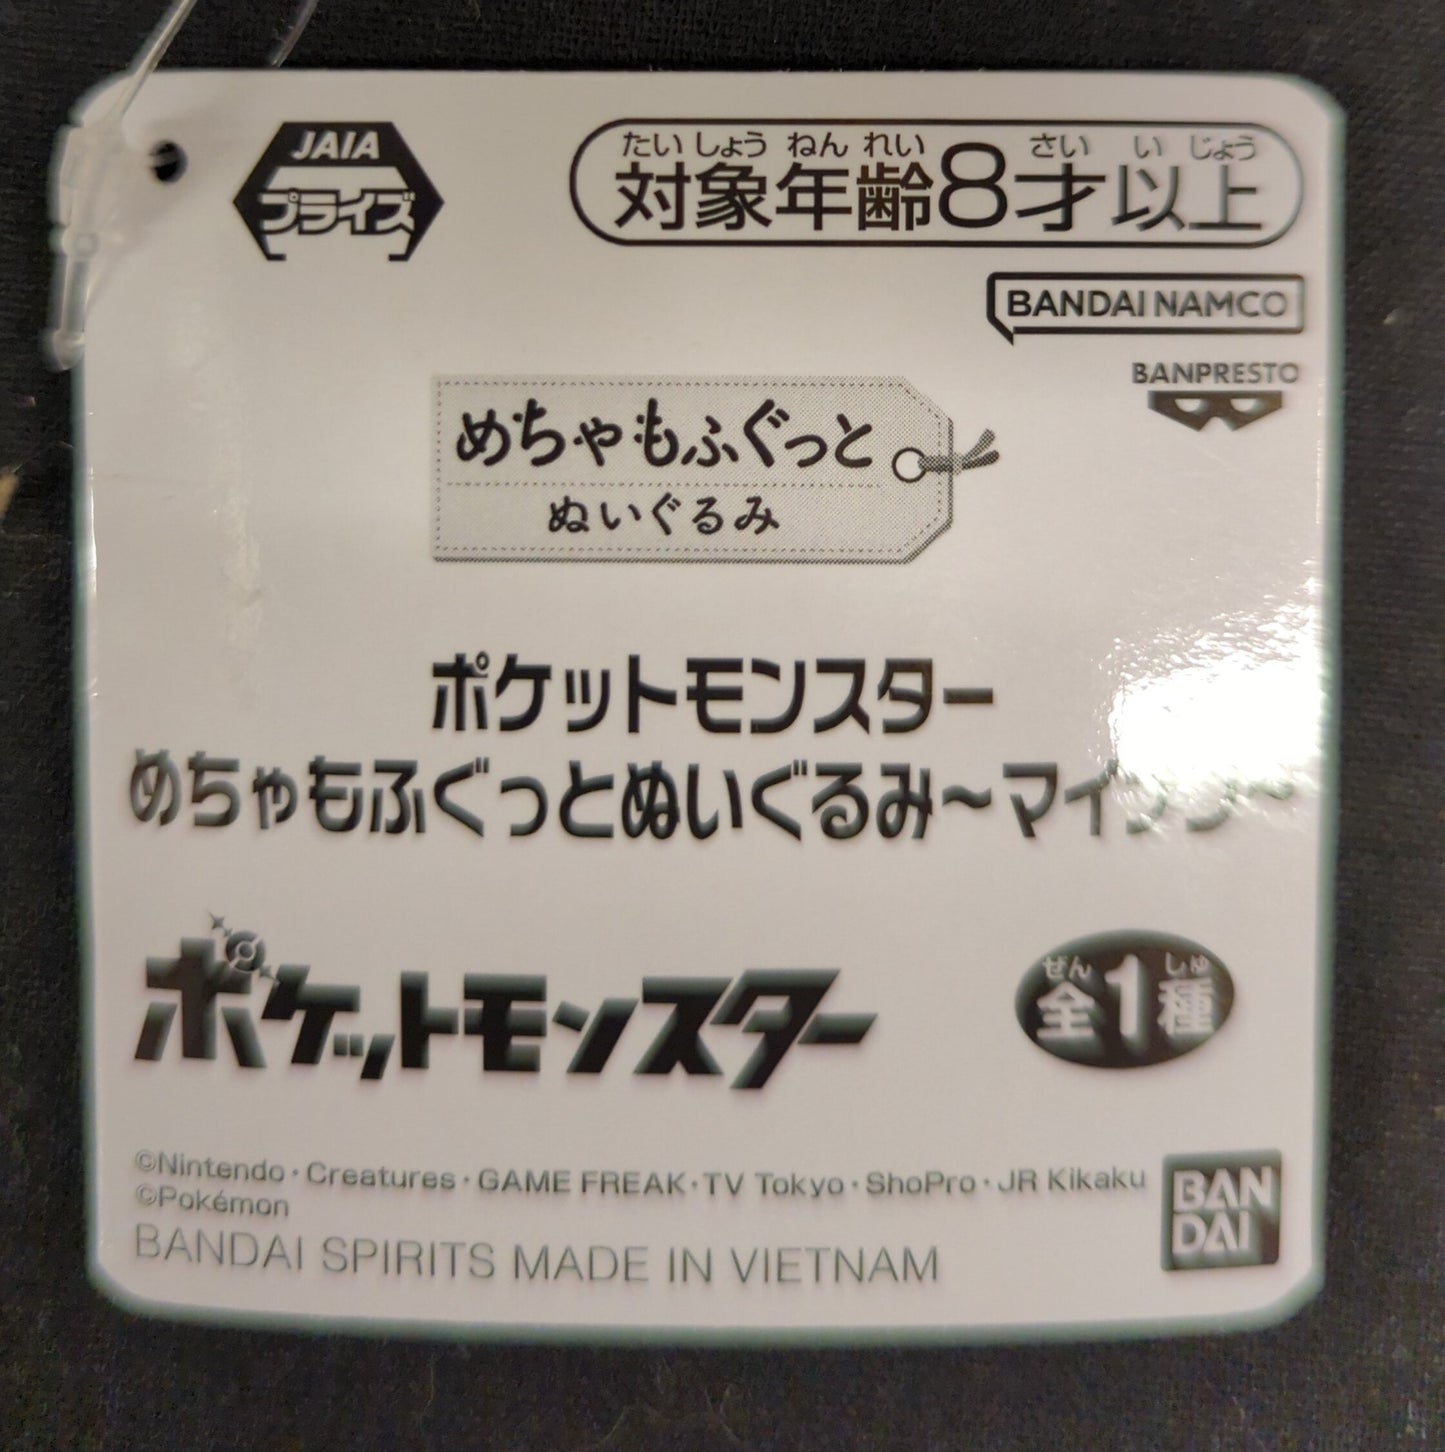 JAIA
プライズ
たいしょうねんれい さい いじょう
対象年齢8才以上
BANDAI NAMCO
BANPRESTO
めちゃもふぐっと
ぬいぐるみ
ポケットモンスター
めちゃもふぐっとぬいぐるみ～マイナン～
ポケットモンスター
ぜん しゅ
全1種
©Nintendo・Creatures・GAME FREAK・TV Tokyo・ShoPro・JR Kikaku
©Pokémon
BANDAI SPIRITS MADE IN VIETNAM
BAN
DAI